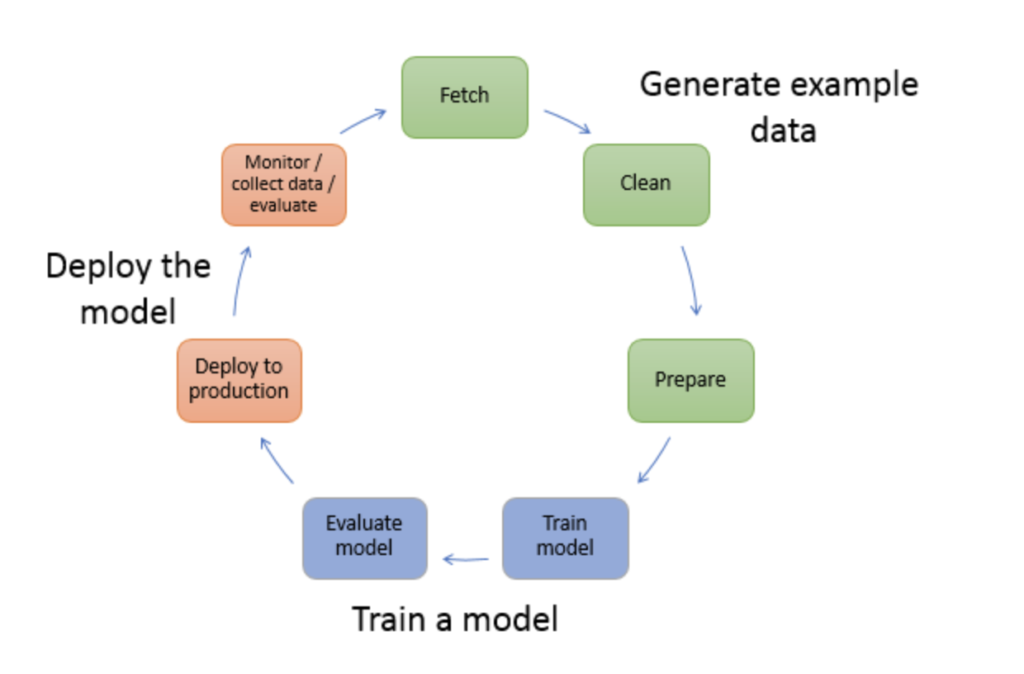 Fetch
Generate example
data
Clean
Monitor /
collect data /
evaluate
Deploy the
model
Prepare
Deploy to
production
Train
model
Evaluate
model
Train a model